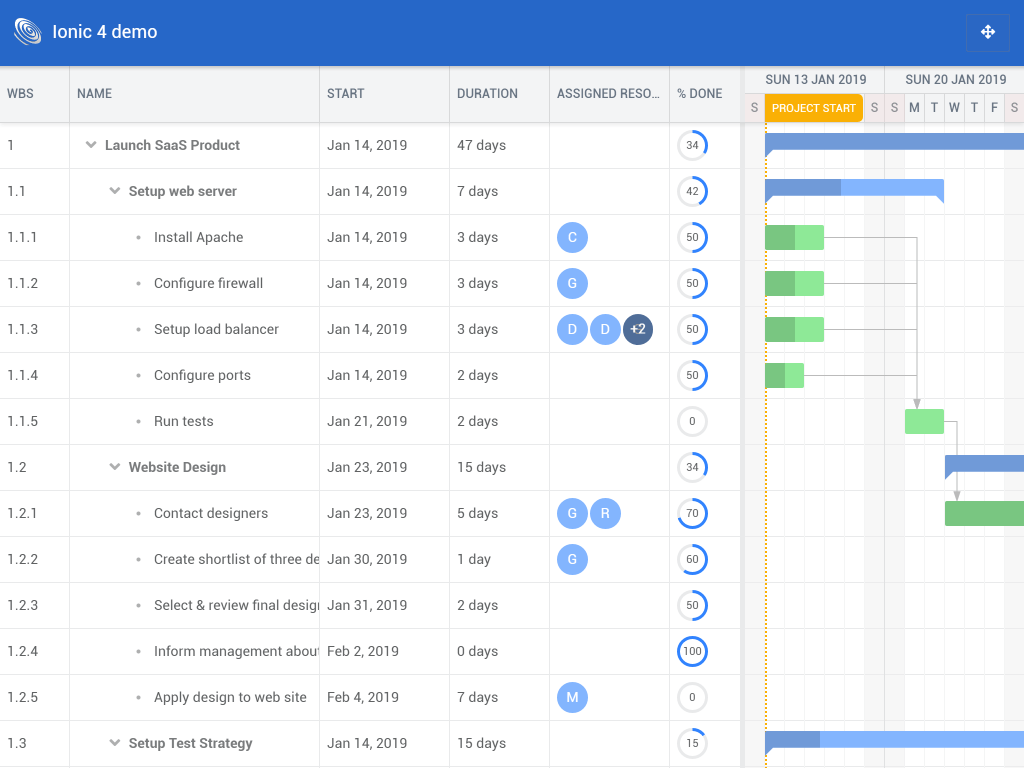 Ionic 4 demo
WBS NAME START DURATION ASSIGNED RESO... % DONE SUN 13 JAN 2019 SUN 20 JAN 2019
S PROJECT START S S M T W T F S
1 Launch SaaS Product Jan 14, 2019 47 days 34
1.1 Setup web server Jan 14, 2019 7 days 42
1.1.1 Install Apache Jan 14, 2019 3 days C 50
1.1.2 Configure firewall Jan 14, 2019 3 days G 50
1.1.3 Setup load balancer Jan 14, 2019 3 days D D +2 50
1.1.4 Configure ports Jan 14, 2019 2 days 50
1.1.5 Run tests Jan 21, 2019 2 days 0
1.2 Website Design Jan 23, 2019 15 days 34
1.2.1 Contact designers Jan 23, 2019 5 days G R 70
1.2.2 Create shortlist of three de Jan 30, 2019 1 day G 60
1.2.3 Select & review final desig Jan 31, 2019 2 days 50
1.2.4 Inform management about Feb 2, 2019 0 days 100
1.2.5 Apply design to web site Feb 4, 2019 7 days M 0
1.3 Setup Test Strategy Jan 14, 2019 15 days 15